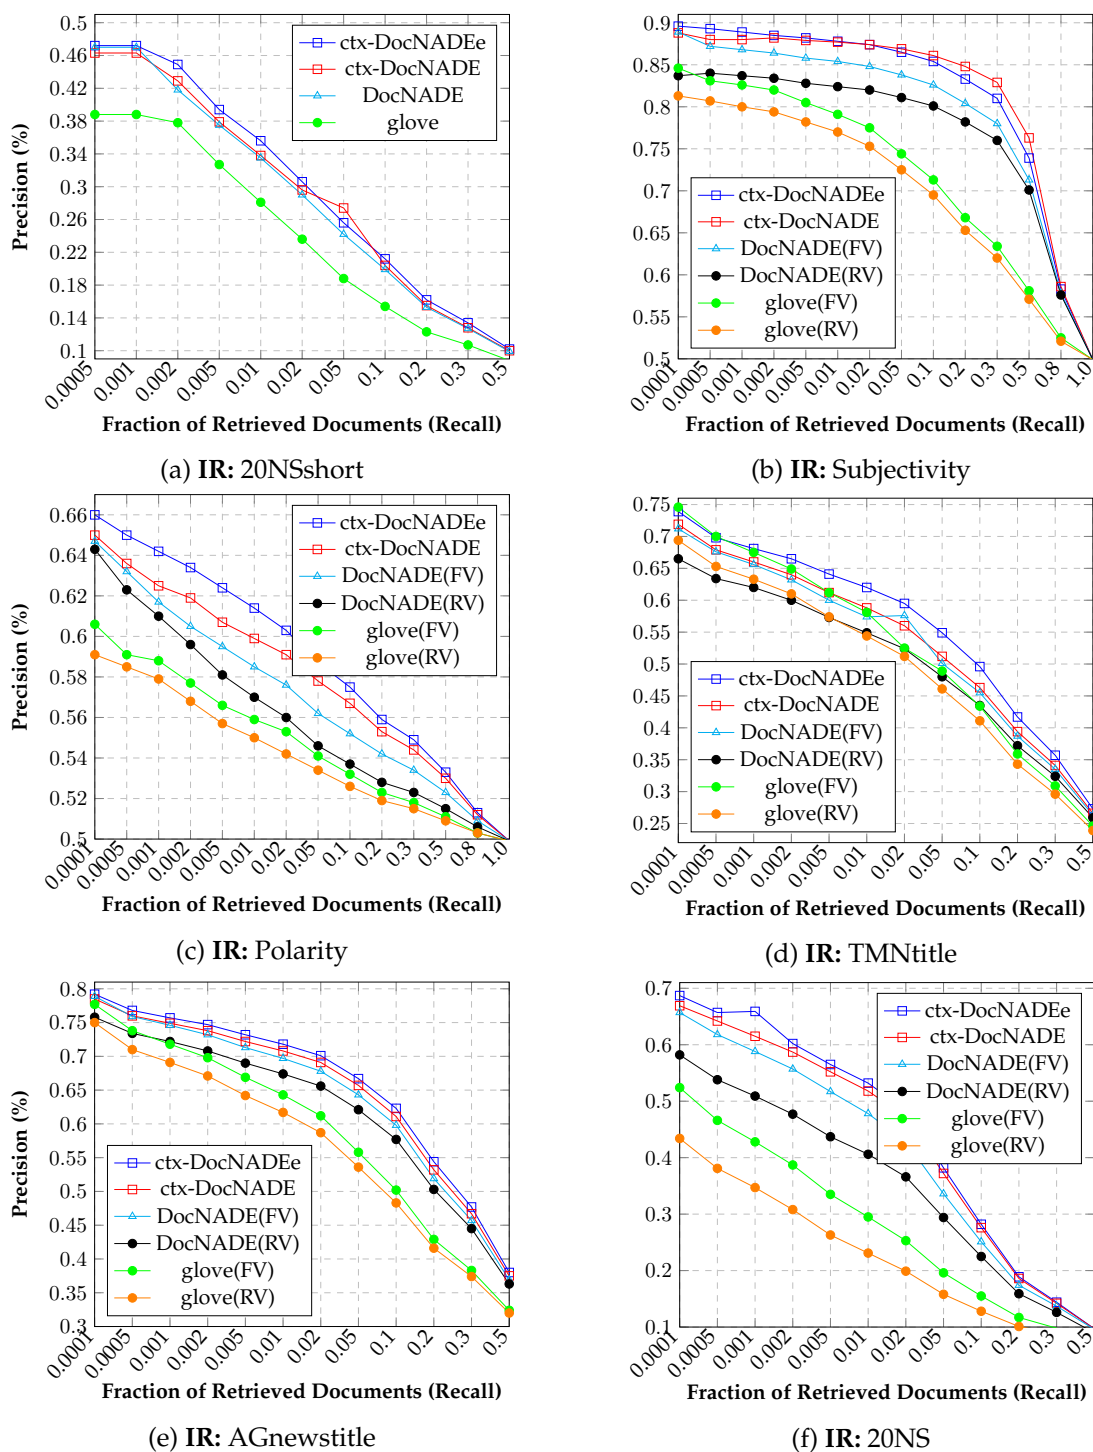 0.5
0.46
0.42
0.38
0.34
0.3
0.26
0.22
0.18
0.14
0.1
Precision (%)
ctx-DocNADEe
ctx-DocNADE
DocNADE
glove
0.0005
0.001
0.002
0.005
0.01
0.02
0.05
0.1
0.2
0.3
0.5
Fraction of Retrieved Documents (Recall)
(a) IR: 20NSshort
0.9
0.85
0.8
0.75
0.7
0.65
0.6
0.55
0.5
ctx-DocNADEe
ctx-DocNADE
DocNADE(FV)
DocNADE(RV)
glove(FV)
glove(RV)
0.0001
0.0005
0.001
0.002
0.005
0.01
0.02
0.05
0.1
0.2
0.3
0.5
0.8
1.0
Fraction of Retrieved Documents (Recall)
(b) IR: Subjectivity
0.66
0.64
0.62
0.6
0.58
0.56
0.54
0.52
0.5
Precision (%)
ctx-DocNADEe
ctx-DocNADE
DocNADE(FV)
DocNADE(RV)
glove(FV)
glove(RV)
0.0001
0.0005
0.001
0.002
0.005
0.01
0.02
0.05
0.1
0.2
0.3
0.5
0.8
1.0
Fraction of Retrieved Documents (Recall)
(c) IR: Polarity
0.75
0.7
0.65
0.6
0.55
0.5
0.45
0.4
0.35
0.3
0.25
ctx-DocNADEe
ctx-DocNADE
DocNADE(FV)
DocNADE(RV)
glove(FV)
glove(RV)
0.0001
0.0005
0.001
0.002
0.005
0.01
0.02
0.05
0.1
0.2
0.3
0.5
Fraction of Retrieved Documents (Recall)
(d) IR: TMNtitle
0.8
0.75
0.7
0.65
0.6
0.55
0.5
0.45
0.4
0.35
0.3
Precision (%)
ctx-DocNADEe
ctx-DocNADE
DocNADE(FV)
DocNADE(RV)
glove(FV)
glove(RV)
0.0001
0.0005
0.001
0.002
0.005
0.01
0.02
0.05
0.1
0.2
0.3
0.5
Fraction of Retrieved Documents (Recall)
(e) IR: AGnewstitle
0.7
0.6
0.5
0.4
0.3
0.2
0.1
ctx-DocNADEe
ctx-DocNADE
DocNADE(FV)
DocNADE(RV)
glove(FV)
glove(RV)
0.0001
0.0005
0.001
0.002
0.005
0.01
0.02
0.05
0.1
0.2
0.3
0.5
Fraction of Retrieved Documents (Recall)
(f) IR: 20NS